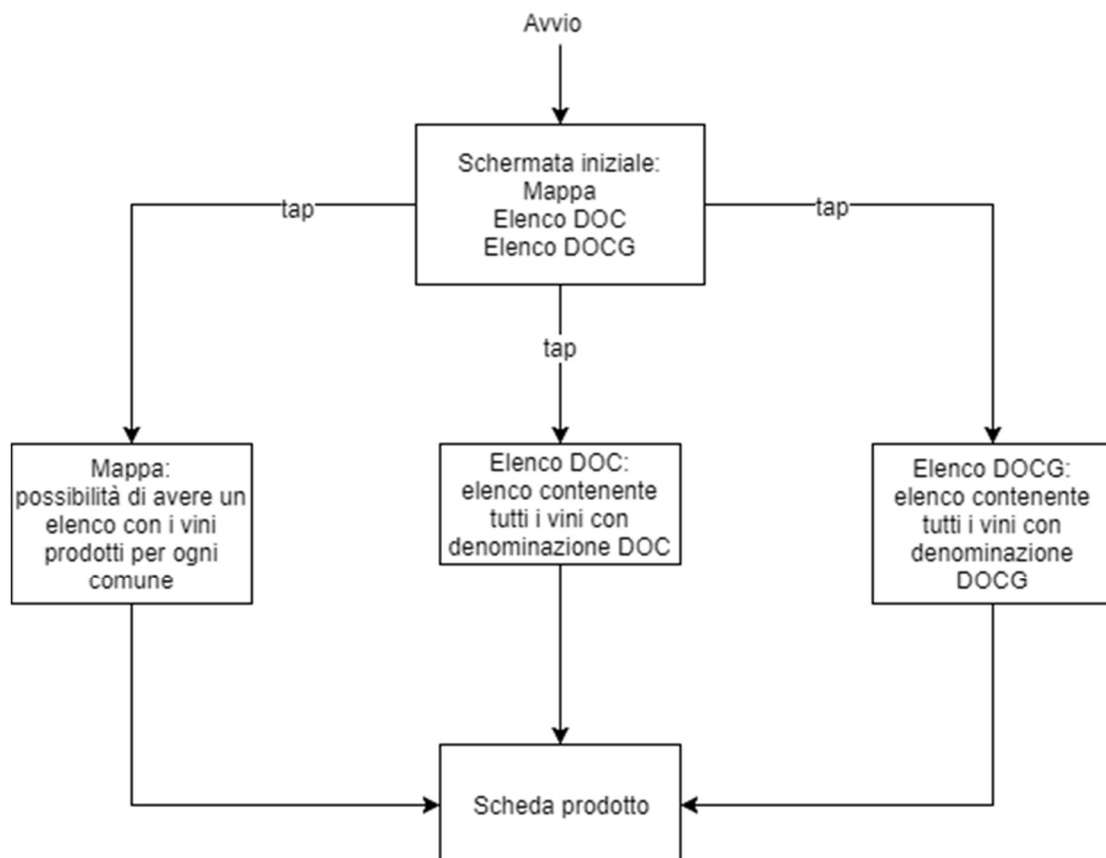 Avvio
Schermata iniziale:
Mappa
Elenco DOC
Elenco DOCG
tap
tap
tap
Mappa:
possibilità di avere un
elenco con i vini
prodotti per ogni
comune
Elenco DOC:
elenco contenente
tutti i vini con
denominazione DOC
Elenco DOCG:
elenco contenente
tutti i vini con
denominazione
DOCG
Scheda prodotto